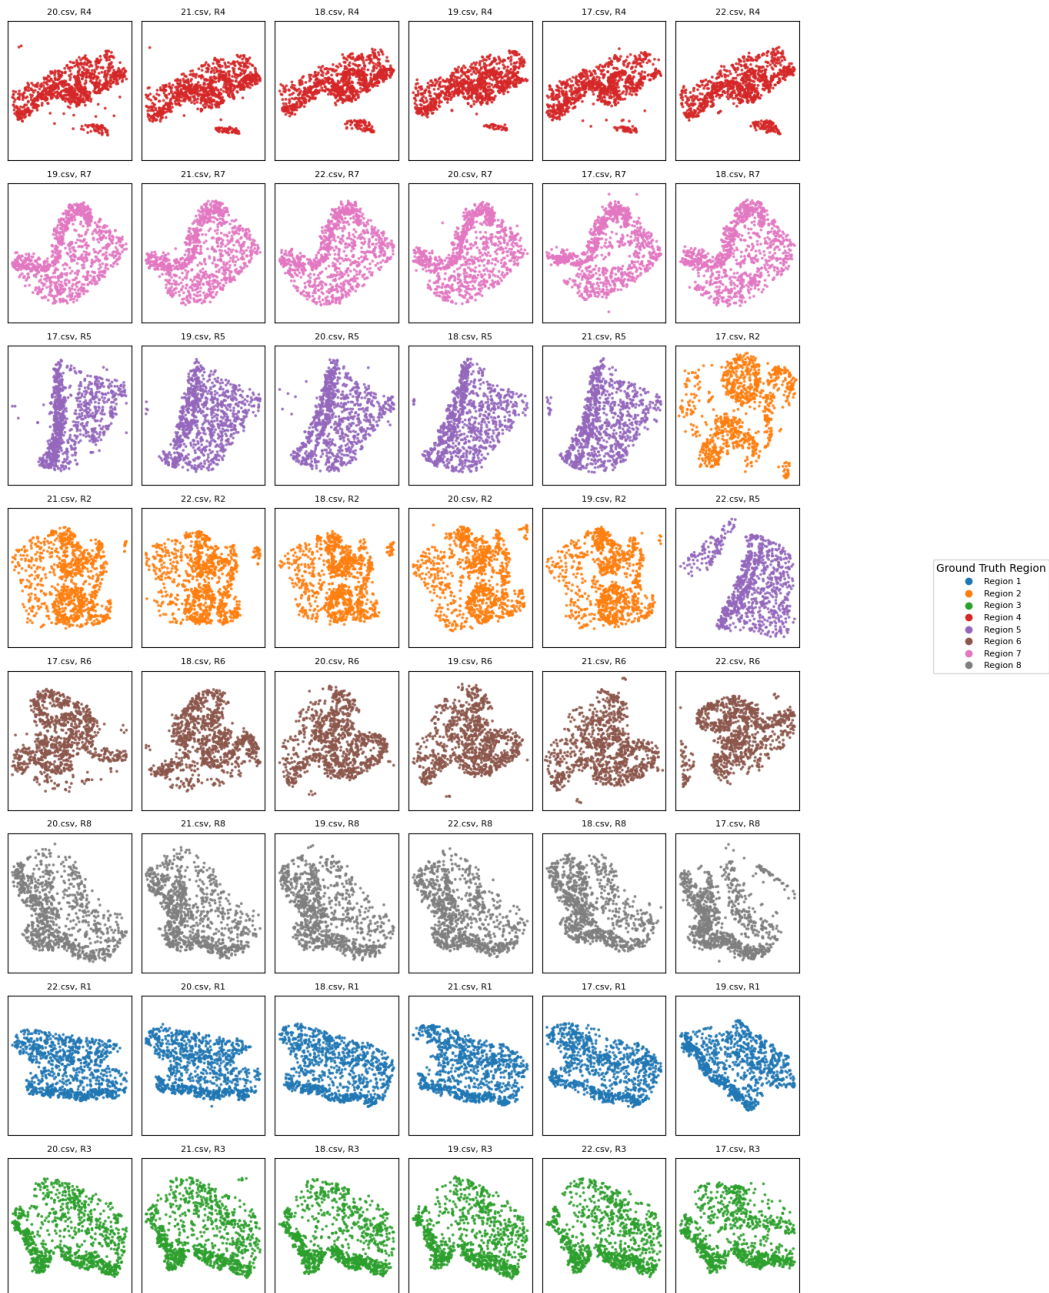 20.csv, R4
21.csv, R4
18.csv, R4
19.csv, R4
17.csv, R4
22.csv, R4
19.csv, R7
21.csv, R7
22.csv, R7
20.csv, R7
17.csv, R7
18.csv, R7
17.csv, R5
19.csv, R5
20.csv, R5
18.csv, R5
21.csv, R5
17.csv, R2
21.csv, R2
22.csv, R2
18.csv, R2
20.csv, R2
19.csv, R2
22.csv, R5
Ground Truth Region
Region 1
Region 2
Region 3
Region 4
Region 5
Region 6
Region 7
Region 8
17.csv, R6
18.csv, R6
20.csv, R6
19.csv, R6
21.csv, R6
22.csv, R6
20.csv, R8
21.csv, R8
19.csv, R8
22.csv, R8
18.csv, R8
17.csv, R8
22.csv, R1
20.csv, R1
18.csv, R1
21.csv, R1
17.csv, R1
19.csv, R1
20.csv, R3
21.csv, R3
18.csv, R3
19.csv, R3
22.csv, R3
17.csv, R3